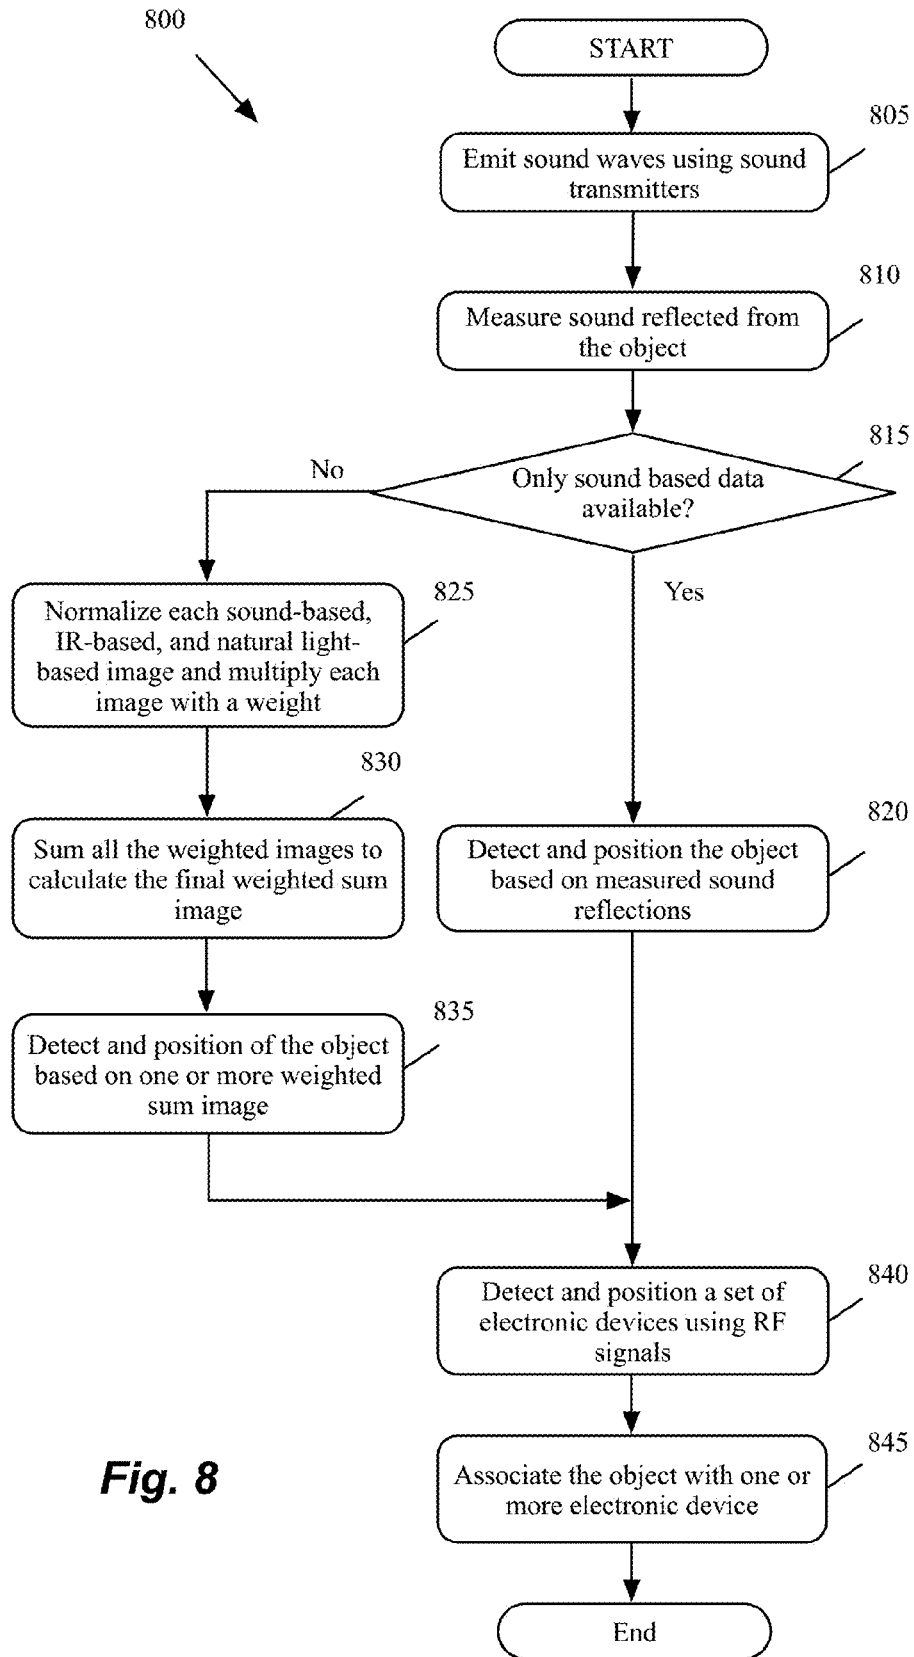 800
START
805
Emit sound waves using sound
transmitters
810
Measure sound reflected from
the object
815
Only sound based data
available?
No
Yes
825
Normalize each sound-based,
IR-based, and natural light-
based image and multiply each
image with a weight
830
Sum all the weighted images to
calculate the final weighted sum
image
820
Detect and position the object
based on measured sound
reflections
835
Detect and position of the object
based on one or more weighted
sum image
840
Detect and position a set of
electronic devices using RF
signals
845
Associate the object with one or
more electronic device
Fig. 8
End